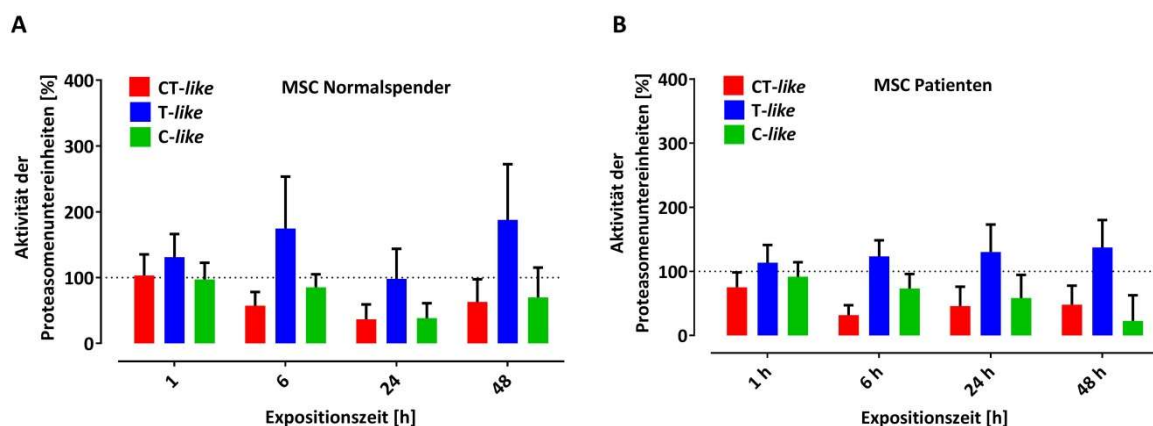 A
Aktivität der
Proteasomenuntereinheiten [%]
400
300
200
100
0
CT-like
T-like
C-like
MSC Normalspender
1
6
24
48
Expositionszeit [h]
B
Aktivität der
Proteasomenuntereinheiten [%]
400
300
200
100
0
CT-like
T-like
C-like
MSC Patienten
1 h
6 h
24 h
48 h
Expositionszeit [h]